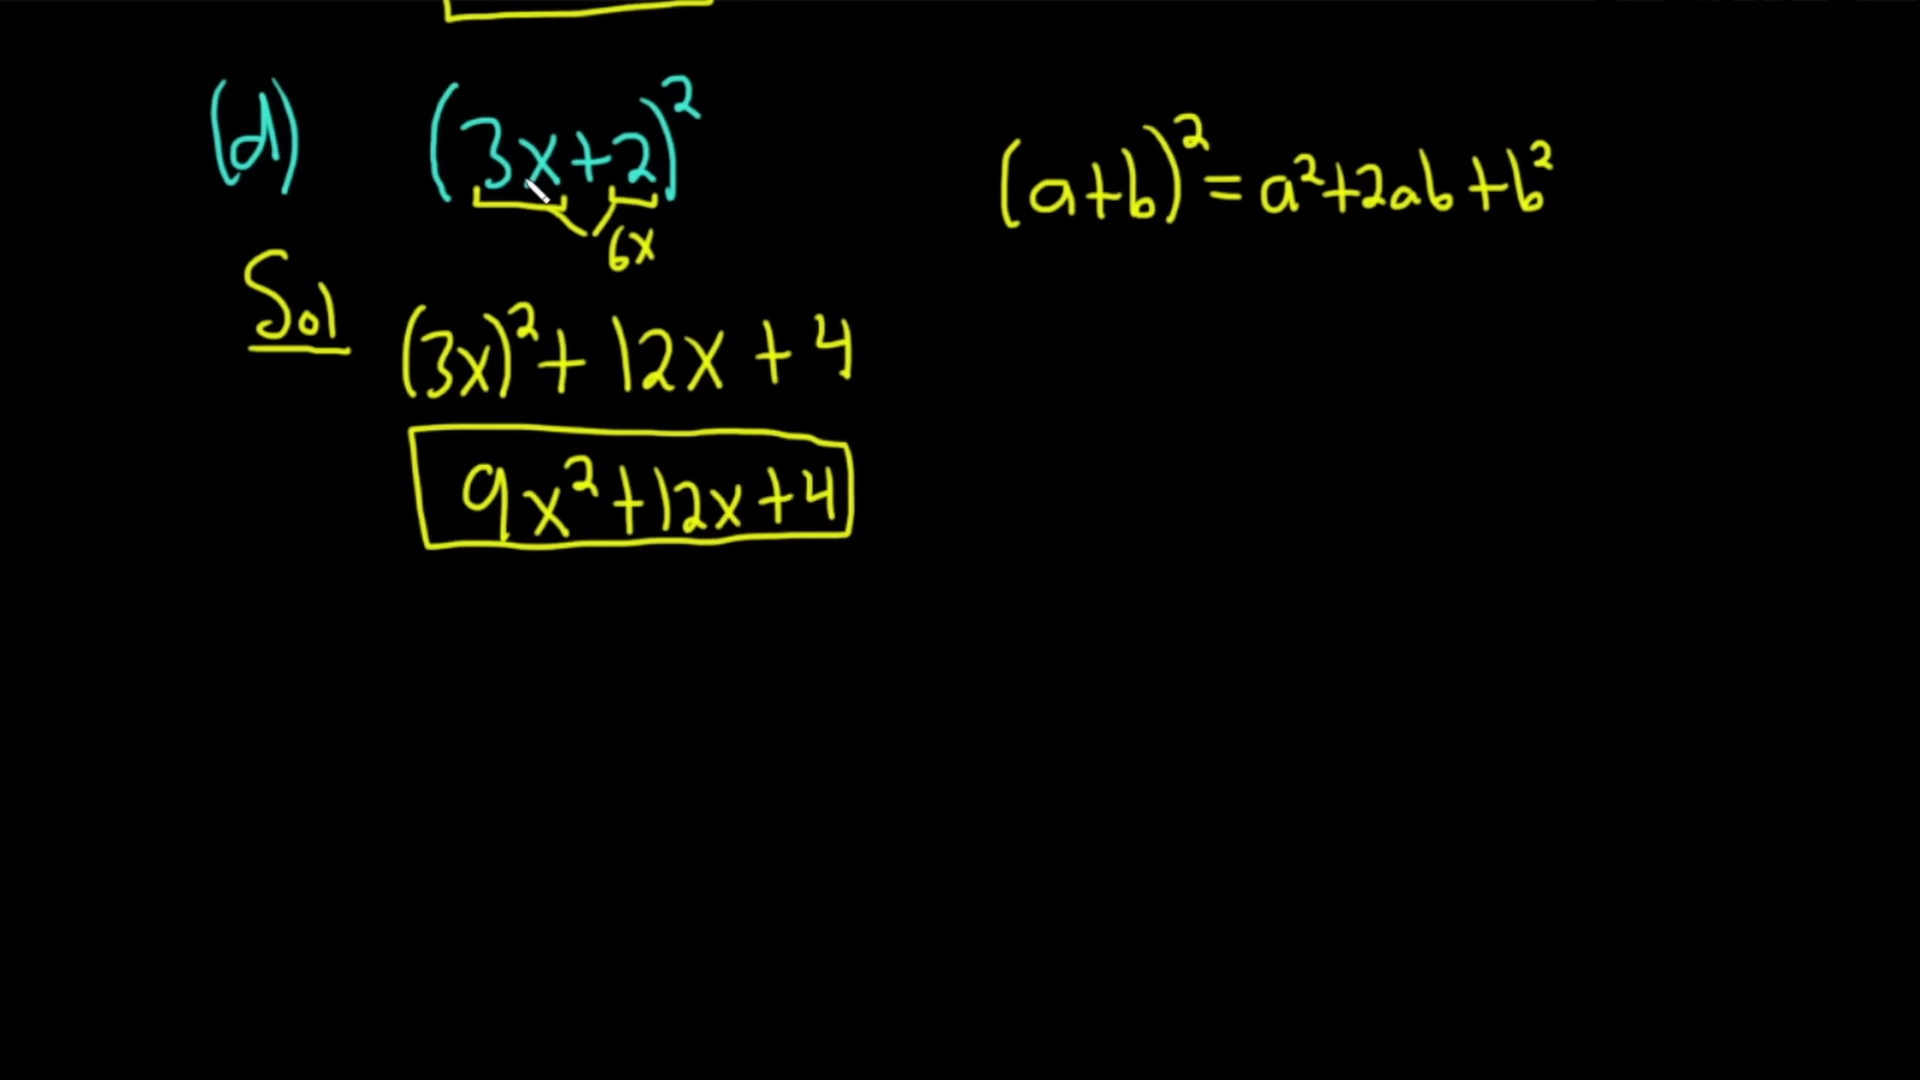 (d) (3x+2)²
(a+b)² = a²+2ab+b²
6x
Sol (3x)² + 12x + 4
9x²+12x+4